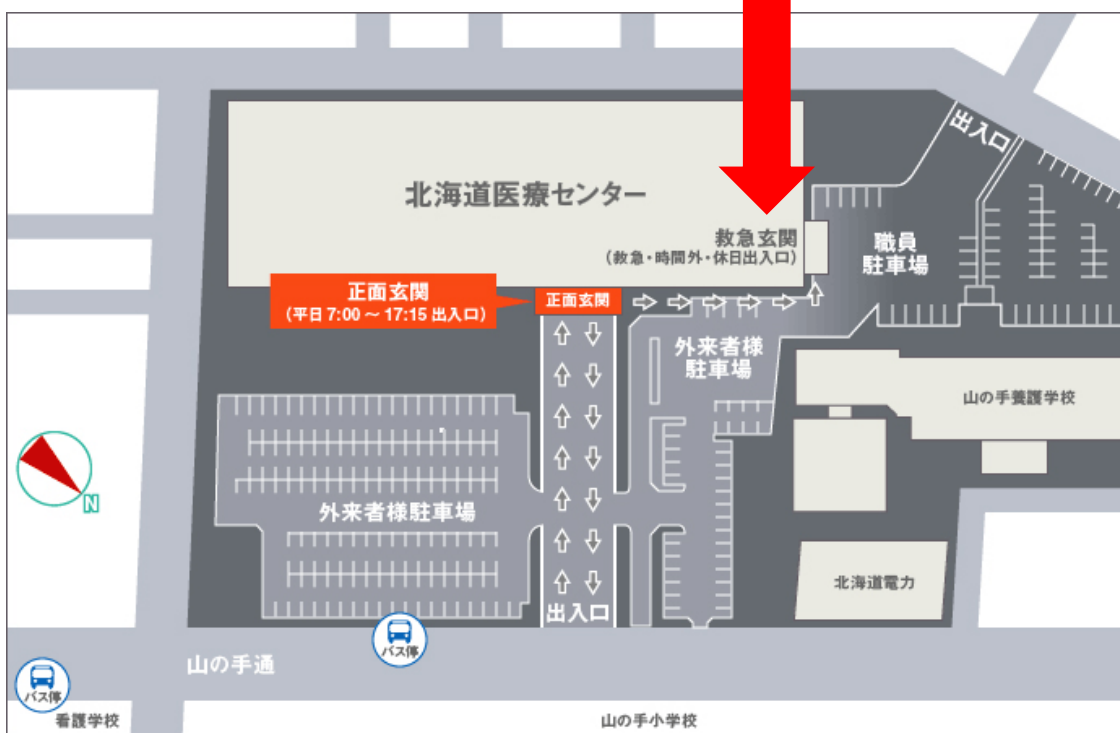 出入口
北海道医療センター
救急玄関
（救急・時間外・休日出入口）
職員
駐車場
正面玄関
（平日 7:00 ～ 17:15 出入口）
正面玄関
外来者様
駐車場
山の手養護学校
N
外来者様駐車場
北海道電力
出入口
バス停
山の手通
バス停
看護学校
山の手小学校